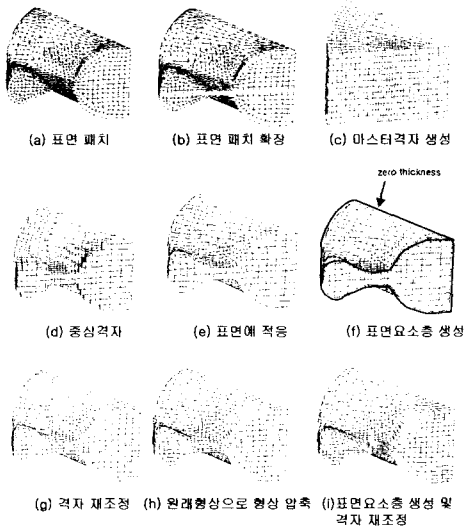 (a) 표면 패치
(b) 표면 패치 확장
(c) 마스터격자 생성
zero thickness
(d) 중심격자
(e) 표면에 적응
(f) 표면요소층 생성
(g) 격자 재조정
(h) 원래형상으로 형상 압축
(i)표면요소층 생성 및
격자 재조정